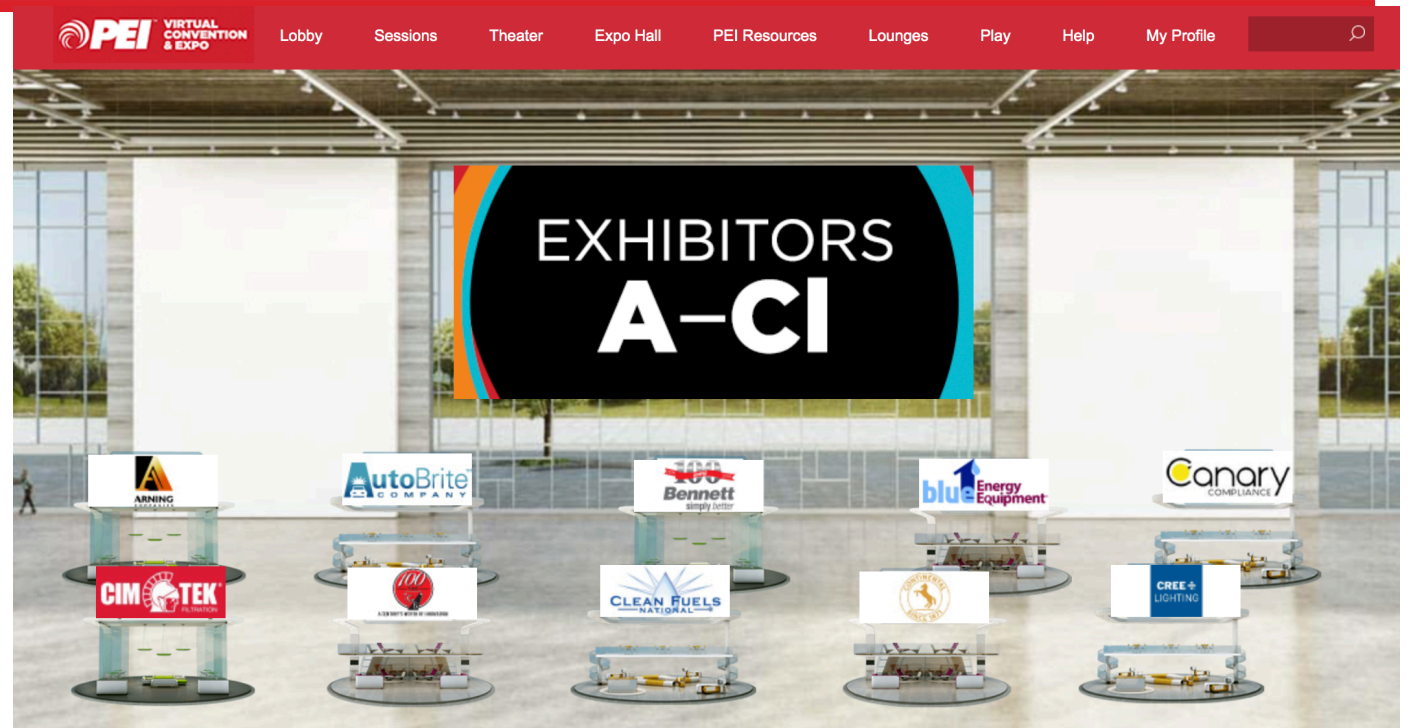 PEI VIRTUAL
CONVENTION
& EXPO
Lobby Sessions Theater Expo Hall PEI Resources Lounges Play Help My Profile
EXHIBITORS
A–Cl
ARNING
AutoBrite
COMPANY
100
Bennett
simply better
blue Energy
Equipment
Canary
COMPLIANCE
CIM TEK
FILTRATION
100
CLEAN FUELS
NATIONAL
CONTINENTAL
CREE
LIGHTING